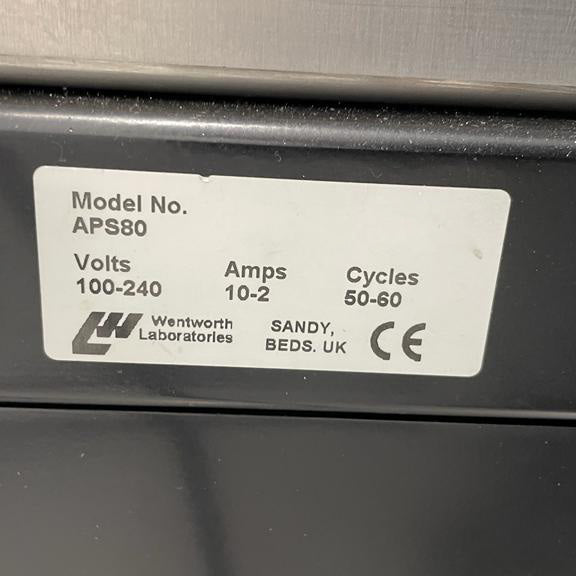 Model No.
APS80
Volts Amps Cycles
100-240 10-2 50-60
Wentworth
Laboratories
SANDY,
BEDS. UK
CE